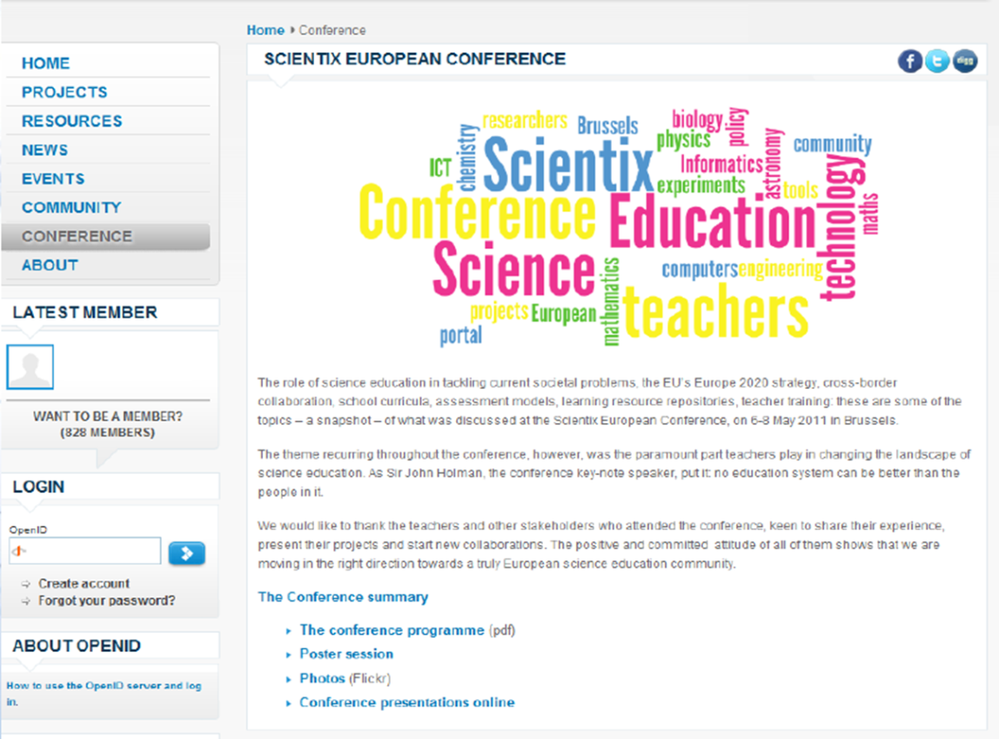 Home Conference
HOME
PROJECTS
RESOURCES
NEWS
EVENTS
COMMUNITY
CONFERENCE
ABOUT
LATEST MEMBER
WANT TO BE A MEMBER?
(828 MEMBERS)
LOGIN
OpenID
Create account
Forgot your password?
ABOUT OPENID
How to use the OpenID server and log
in.
SCIENTIX EUROPEAN CONFERENCE
f t digg
researchers
Brussels
biology
policy
chemistry
physics
community
ICT
Scientix
Informatics
astronomy
experiments
tools
technology
maths
Conference
Education
Science
computers
engineering
mathematics
projects
European
teachers
portal
The role of science education in tackling current societal problems, the EU's Europe 2020 strategy, cross-border
collaboration, school curricula, assessment models, learning resource repositories, teacher training: these are some of the
topics – a snapshot – of what was discussed at the Scientix European Conference, on 6-8 May 2011 in Brussels.
The theme recurring throughout the conference, however, was the paramount part teachers play in changing the landscape of
science education. As Sir John Holman, the conference key-note speaker, put it: no education system can be better than the
people in it.
We would like to thank the teachers and other stakeholders who attended the conference, keen to share their experience,
present their projects and start new collaborations. The positive and committed attitude of all of them shows that we are
moving in the right direction towards a truly European science education community.
The Conference summary
The conference programme (pdf)
Poster session
Photos (Flickr)
Conference presentations online